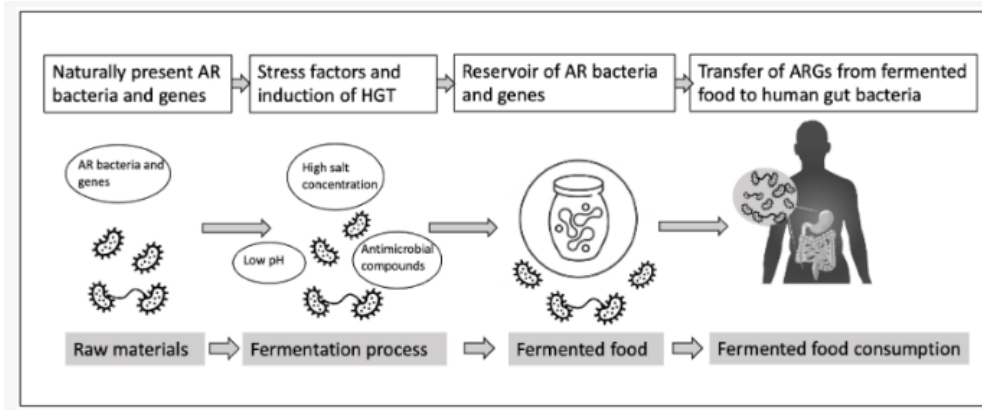 Naturally present AR
bacteria and genes
Stress factors and
induction of HGT
Reservoir of AR bacteria
and genes
Transfer of ARGs from fermented
food to human gut bacteria
AR bacteria and
genes
High salt
concentration
Low pH
Antimicrobial
compounds
Raw materials
Fermentation process
Fermented food
Fermented food consumption